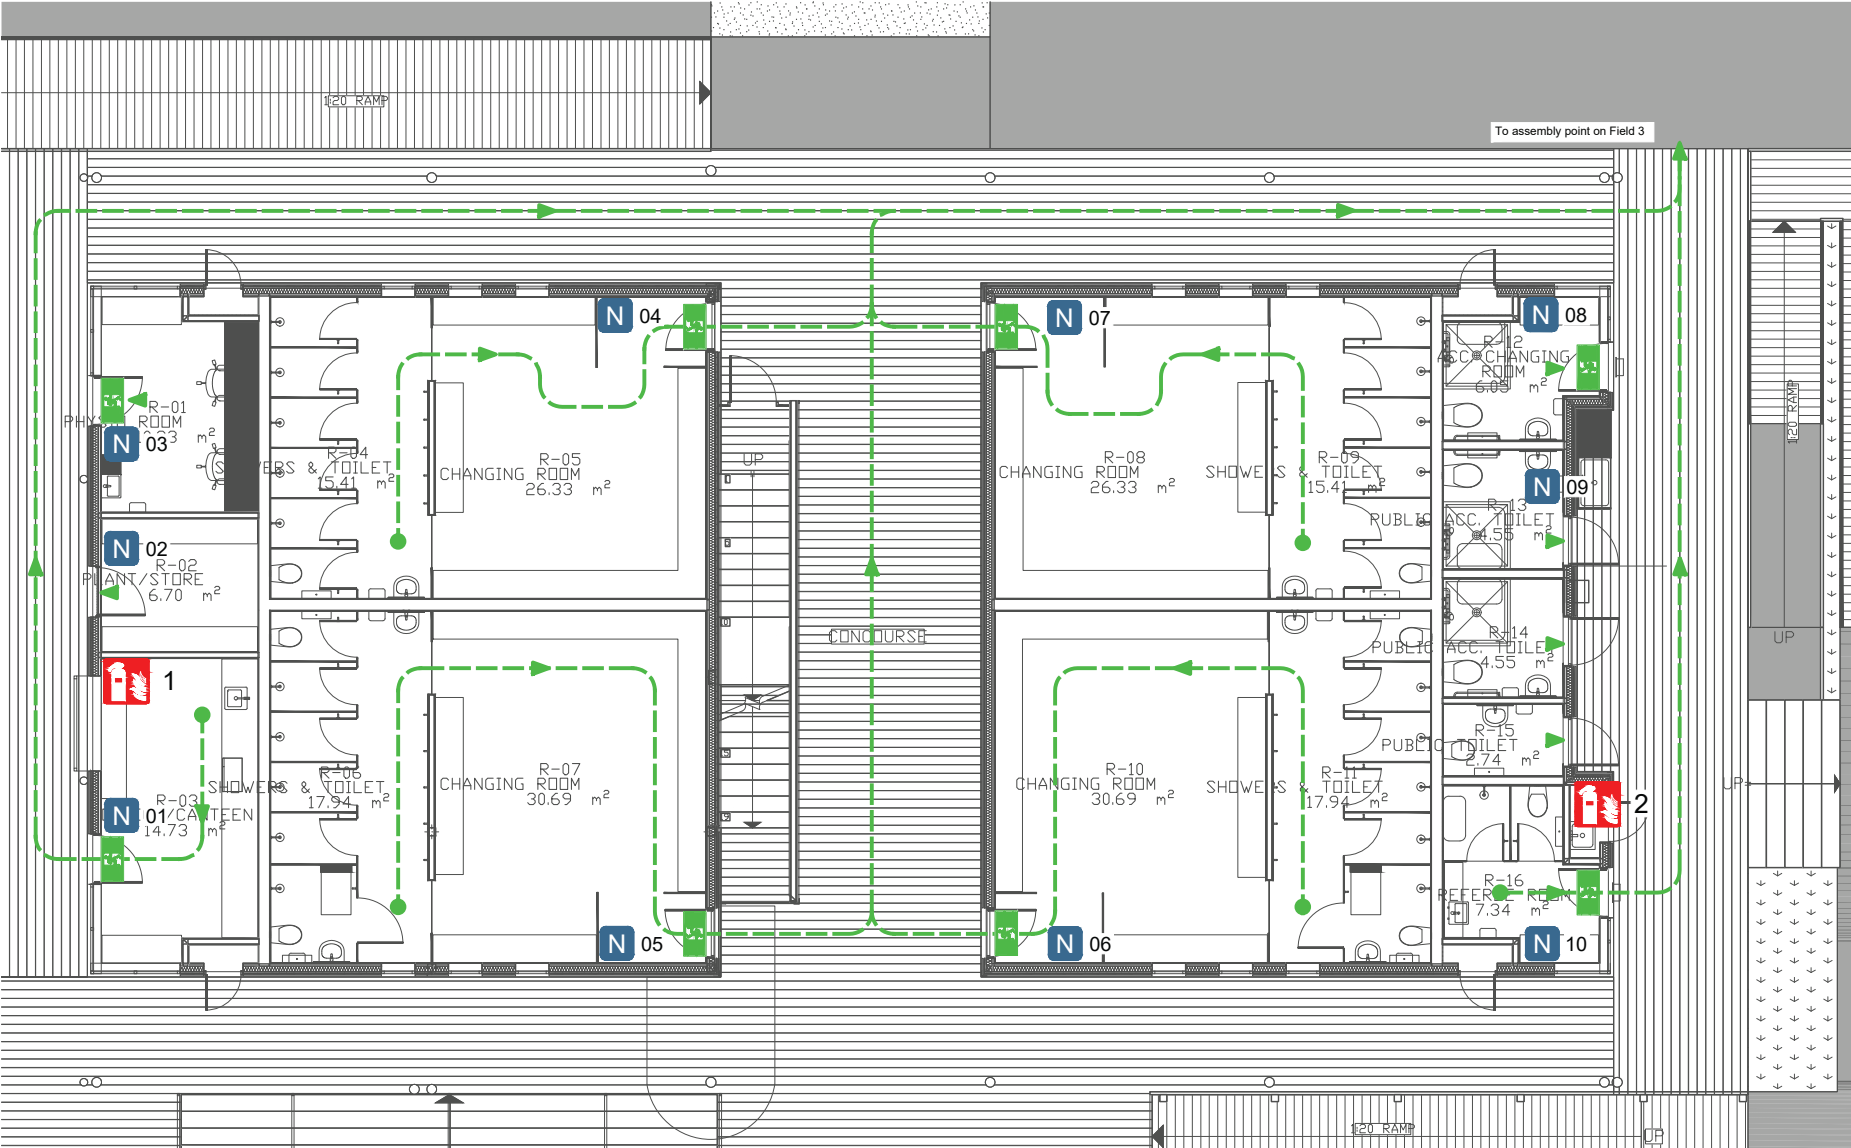 1:20 RAMP
To assembly point on Field 3
N 04
N 07
N 08
R-12
ACC CHANGING
ROOM
6.05 m²
R-01
ROOM
m²
N 03
R-04
SHOWERS & TOILET
15.41 m²
R-05
CHANGING ROOM
26.33 m²
UP
R-08
CHANGING ROOM
26.33 m²
R-09
SHOWERS & TOILET
15.41 m²
1:20 RAMP
N 09
R-13
PUBLIC ACC. TOILET
4.55 m²
N 02
R-02
PLANT/STORE
6.70 m²
CONCOURSE
R-14
PUBLIC ACC. TOILET
4.55 m²
UP
1
R-15
PUBLIC TOILET
2.74 m²
R-06
SHOWERS & TOILET
17.94 m²
R-07
CHANGING ROOM
30.69 m²
R-10
CHANGING ROOM
30.69 m²
R-11
SHOWERS & TOILET
17.94 m²
UP
N 01
R-03
/CANTEEN
14.73 m²
2
R-16
REFEREE ROOM
7.34 m²
N 05
N 06
N 10
1:20 RAMP
UP